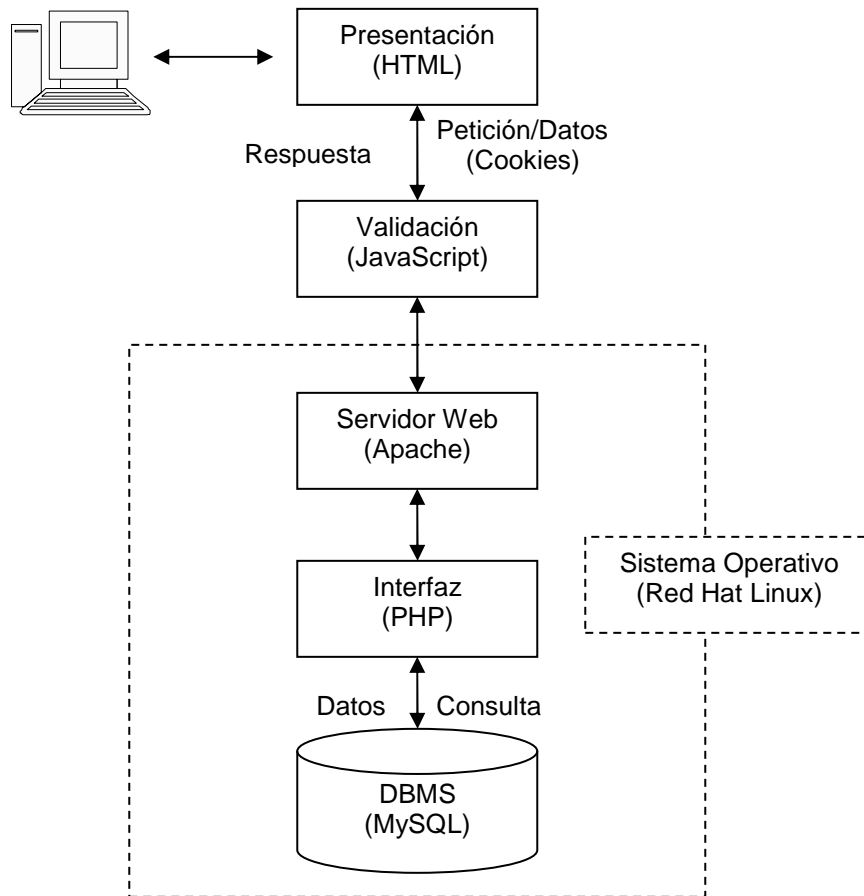 Presentación
(HTML)
Respuesta
Petición/Datos
(Cookies)
Validación
(JavaScript)
Servidor Web
(Apache)
Interfaz
(PHP)
Sistema Operativo
(Red Hat Linux)
Datos
Consulta
DBMS
(MySQL)